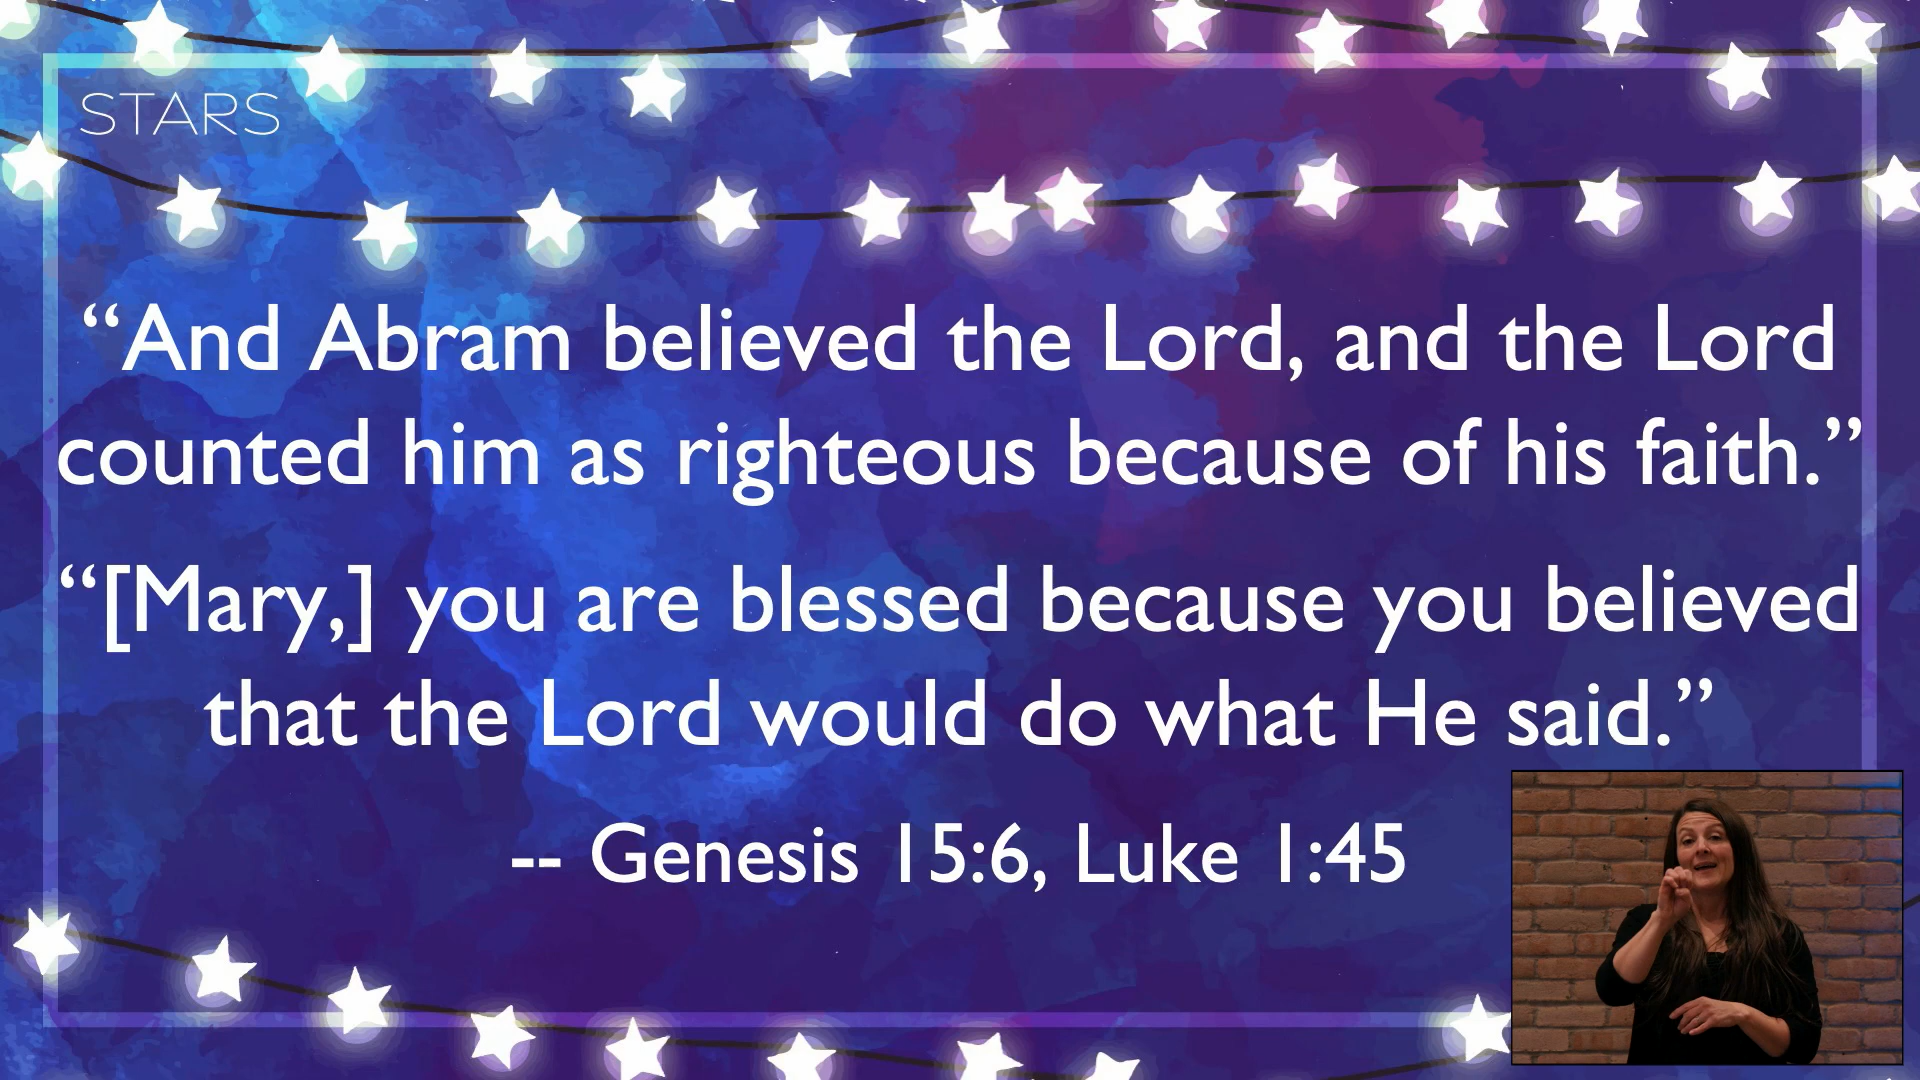 STARS
“And Abram believed the Lord, and the Lord
counted him as righteous because of his faith.”
“[Mary,] you are blessed because you believed
that the Lord would do what He said.”
-- Genesis 15:6, Luke 1:45